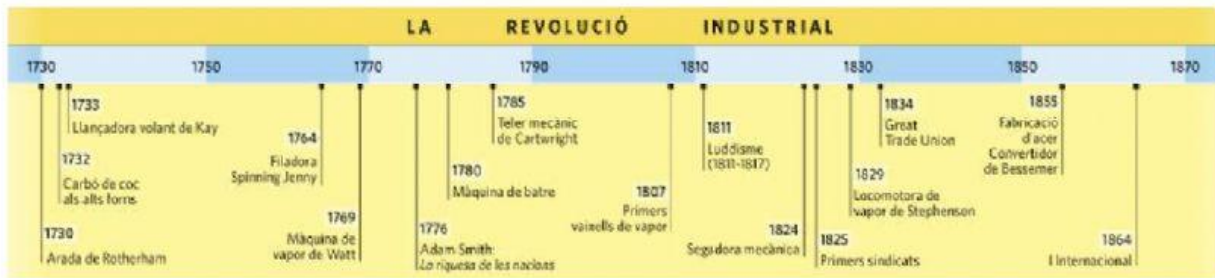 LA REVOLUCIÓ INDUSTRIAL
1730 1750 1770 1790 1810 1830 1850 1870
1733
Llançadora volant de Kay
1732
Carbó de coc
als alts forns
1730
Arada de Rotherham
1764
Filadora
Spinning Jenny
1769
Màquina de
vapor de Watt
1785
Teler mecànic
de Cartwright
1780
Màquina de batre
1776
Adam Smith:
La riquesa de les nacions
1807
Primers
vaixells de vapor
1811
Luddisme
(1811-1817)
1824
Segadora mecànica
1825
Primers sindicats
1834
Great
Trade Union
1829
Locomotora de
vapor de Stephenson
1855
Fabricació
d'acer
Convertidor
de Bessemer
1864
I Internacional